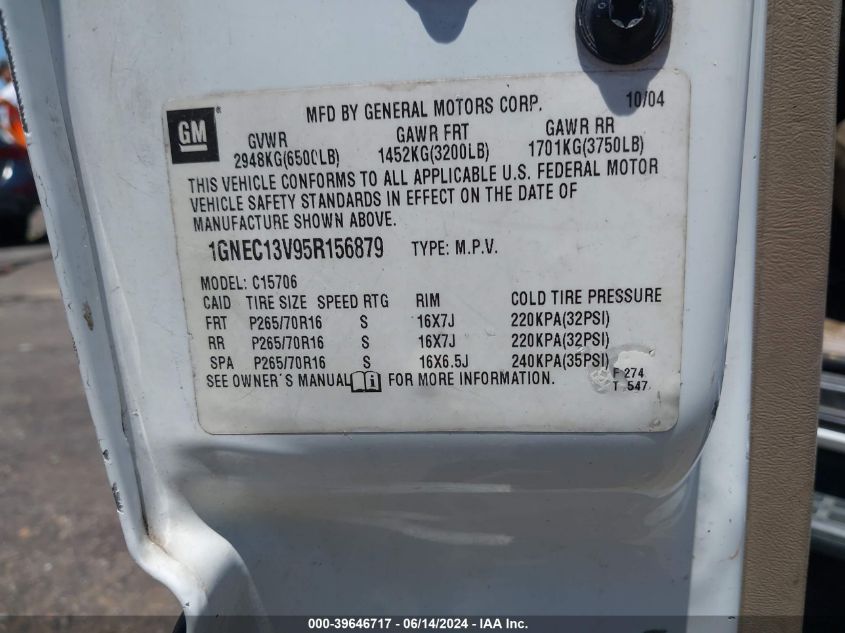 MFD BY GENERAL MOTORS CORP. 10/04
GM
GVWR GAWR FRT GAWR RR
2948KG(6500LB) 1452KG(3200LB) 1701KG(3750LB)
THIS VEHICLE CONFORMS TO ALL APPLICABLE U.S. FEDERAL MOTOR
VEHICLE SAFETY STANDARDS IN EFFECT ON THE DATE OF
MANUFACTURE SHOWN ABOVE.
1GNEC13V95R156879 TYPE: M.P.V.
MODEL: C15706
CAID TIRE SIZE SPEED RTG RIM COLD TIRE PRESSURE
FRT P265/70R16 S 16X7J 220KPA(32PSI)
RR P265/70R16 S 16X7J 220KPA(32PSI)
SPA P265/70R16 S 16X6.5J 240KPA(35PSI)
SEE OWNER'S MANUAL i FOR MORE INFORMATION.
F 274
T 547
000-39646717 / 06/14/2024 - IAA Inc.